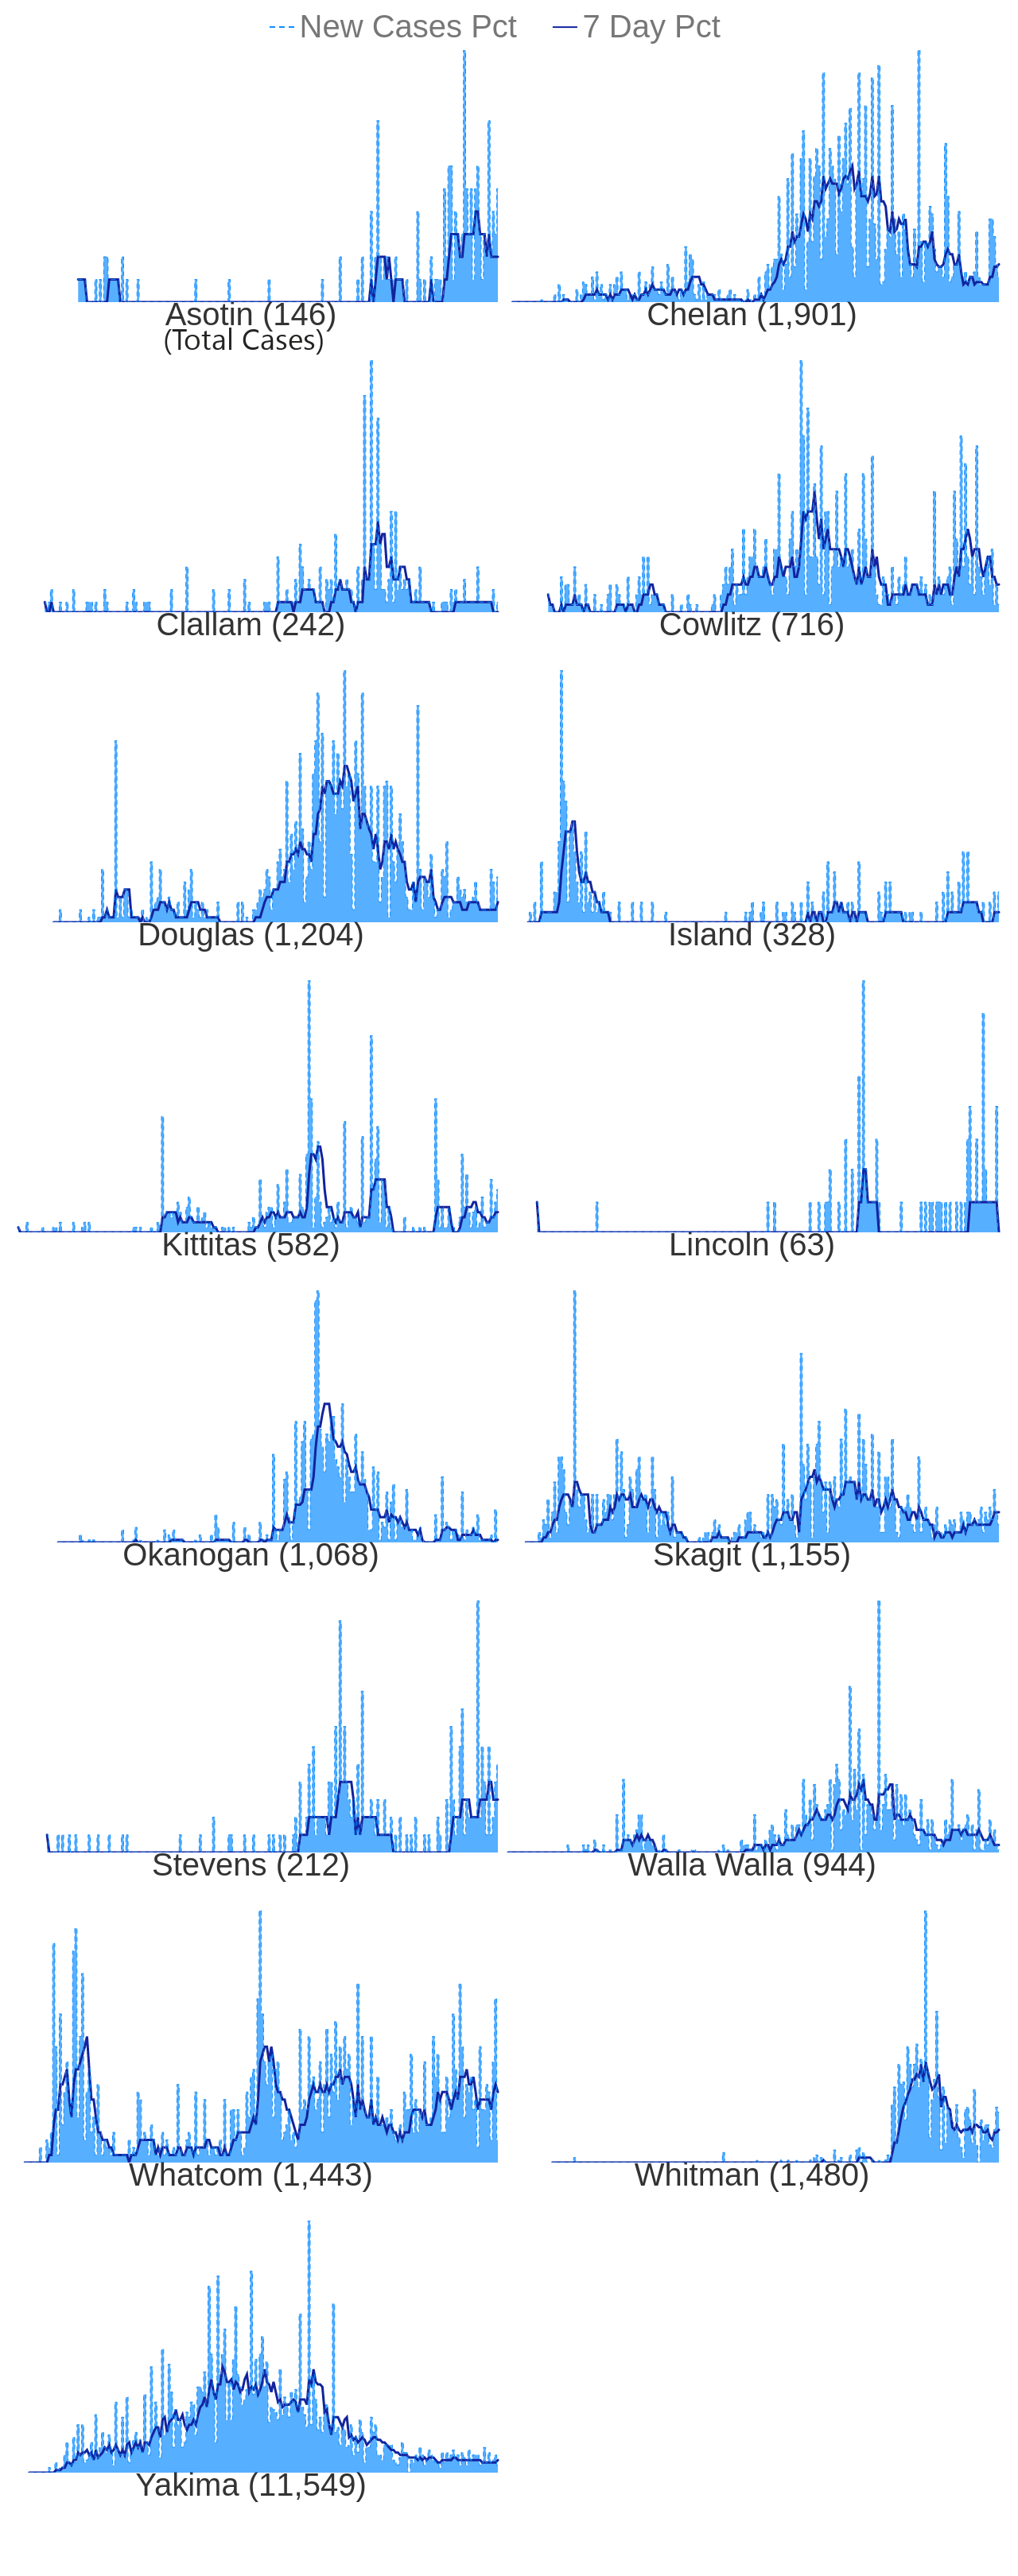 New Cases Pct 7 Day Pct
Asotin (146) Chelan (1,901)
(Total Cases)
Clallam (242) Cowlitz (716)
Douglas (1,204) Island (328)
Kittitas (582) Lincoln (63)
Okanogan (1,068) Skagit (1,155)
Stevens (212) Walla Walla (944)
Whatcom (1,443) Whitman (1,480)
Yakima (11,549)